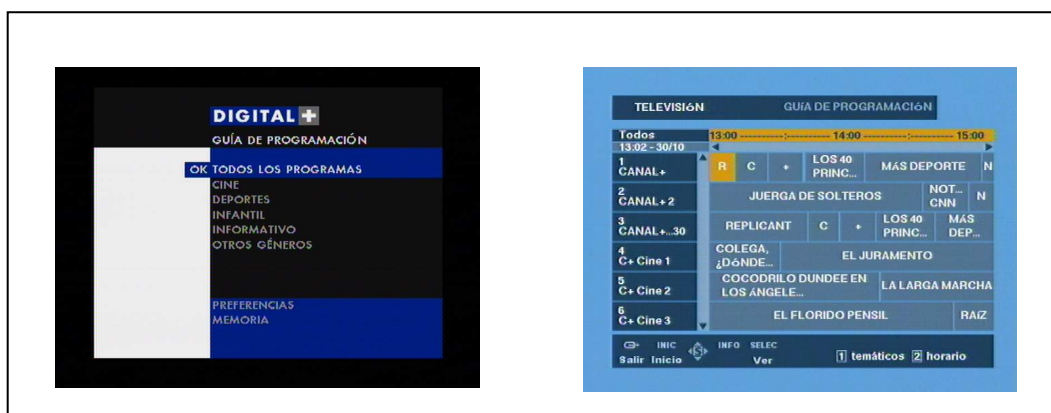 DIGITAL +
GUÍA DE PROGRAMACIÓN
OK TODOS LOS PROGRAMAS
CINE
DEPORTES
INFANTIL
INFORMATIVO
OTROS GÉNEROS
PREFERENCIAS
MEMORIA
TELEVISIóN GUíA DE PROGRAMACIóN
Todos 13:00 ----------:---------- 14:00 ----------:---------- 15:00
13:02 - 30/10
1 CANAL+ R C + LOS 40 PRINC... MáS DEPORTE N
2 CANAL+ 2 JUERGA DE SOLTEROS NOT... CNN N
3 CANAL+...30 REPLICANT C + LOS 40 PRINC... MáS DEP...
4 C+ Cine 1 COLEGA, ¿DóNDE... EL JURAMENTO
5 C+ Cine 2 COCODRILO DUNDEE EN LOS áNGELE... LA LARGA MARCHA
6 C+ Cine 3 EL FLORIDO PENSIL RAíZ
INIC S INFO SELEC
Salir Inicio Ver 1 temáticos 2 horario